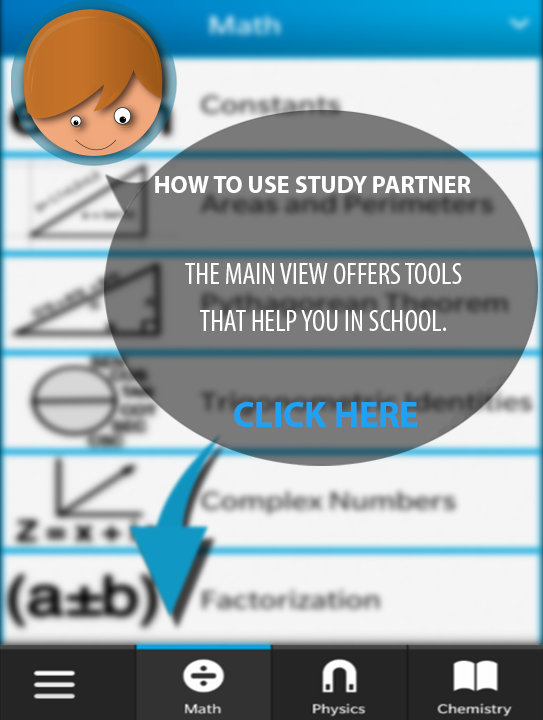 Math
Constants
HOW TO USE STUDY PARTNER
Areas and Perimeters
THE MAIN VIEW OFFERS TOOLS
Pythagorean Theorem
THAT HELP YOU IN SCHOOL.
Trigonometric Identities
CLICK HERE
Complex Numbers
Z = x +
(a±b)
Factorization
Math
Physics
Chemistry